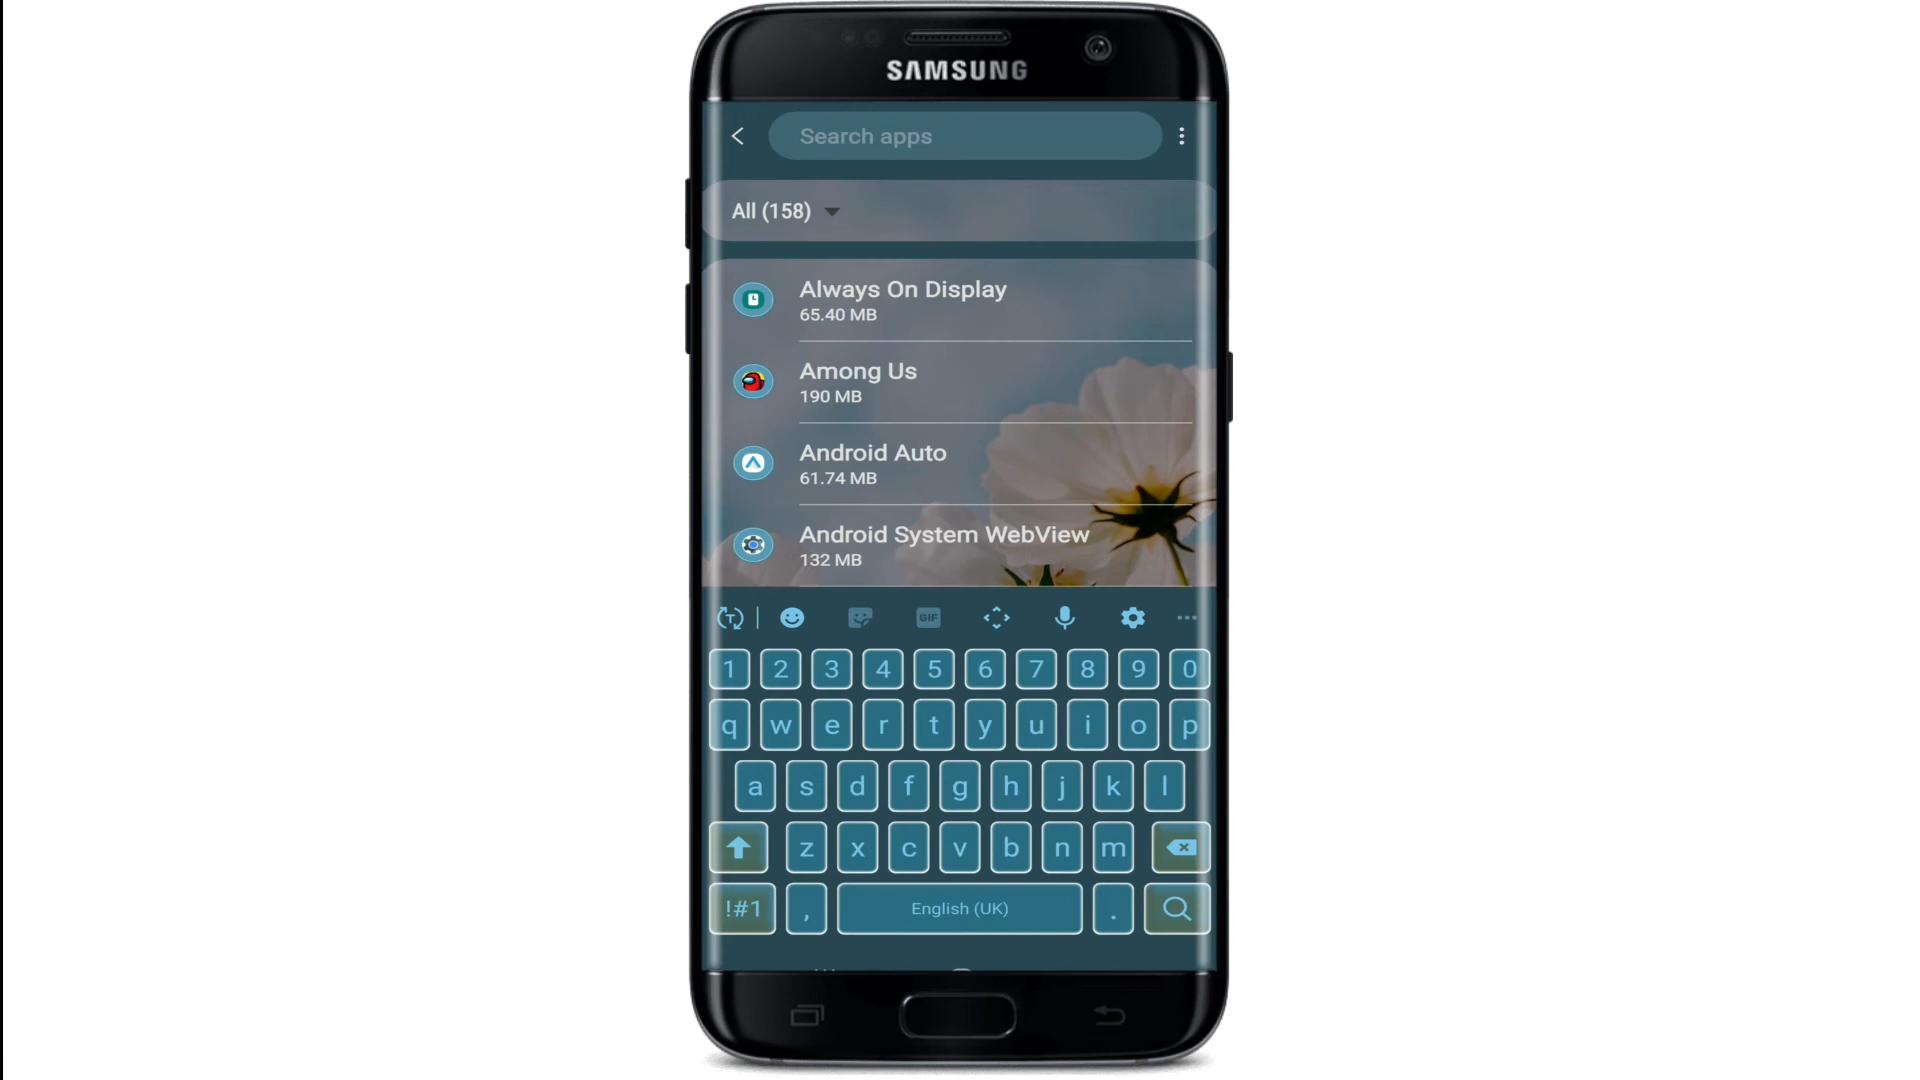 SAMSUNG
Search apps
All (158)
Always On Display
65.40 MB
Among Us
190 MB
Android Auto
61.74 MB
Android System WebView
132 MB
T GIF
1 2 3 4 5 6 7 8 9 0
q w e r t y u i o p
a s d f g h j k l
z x c v b n m
!#1 , English (UK) .